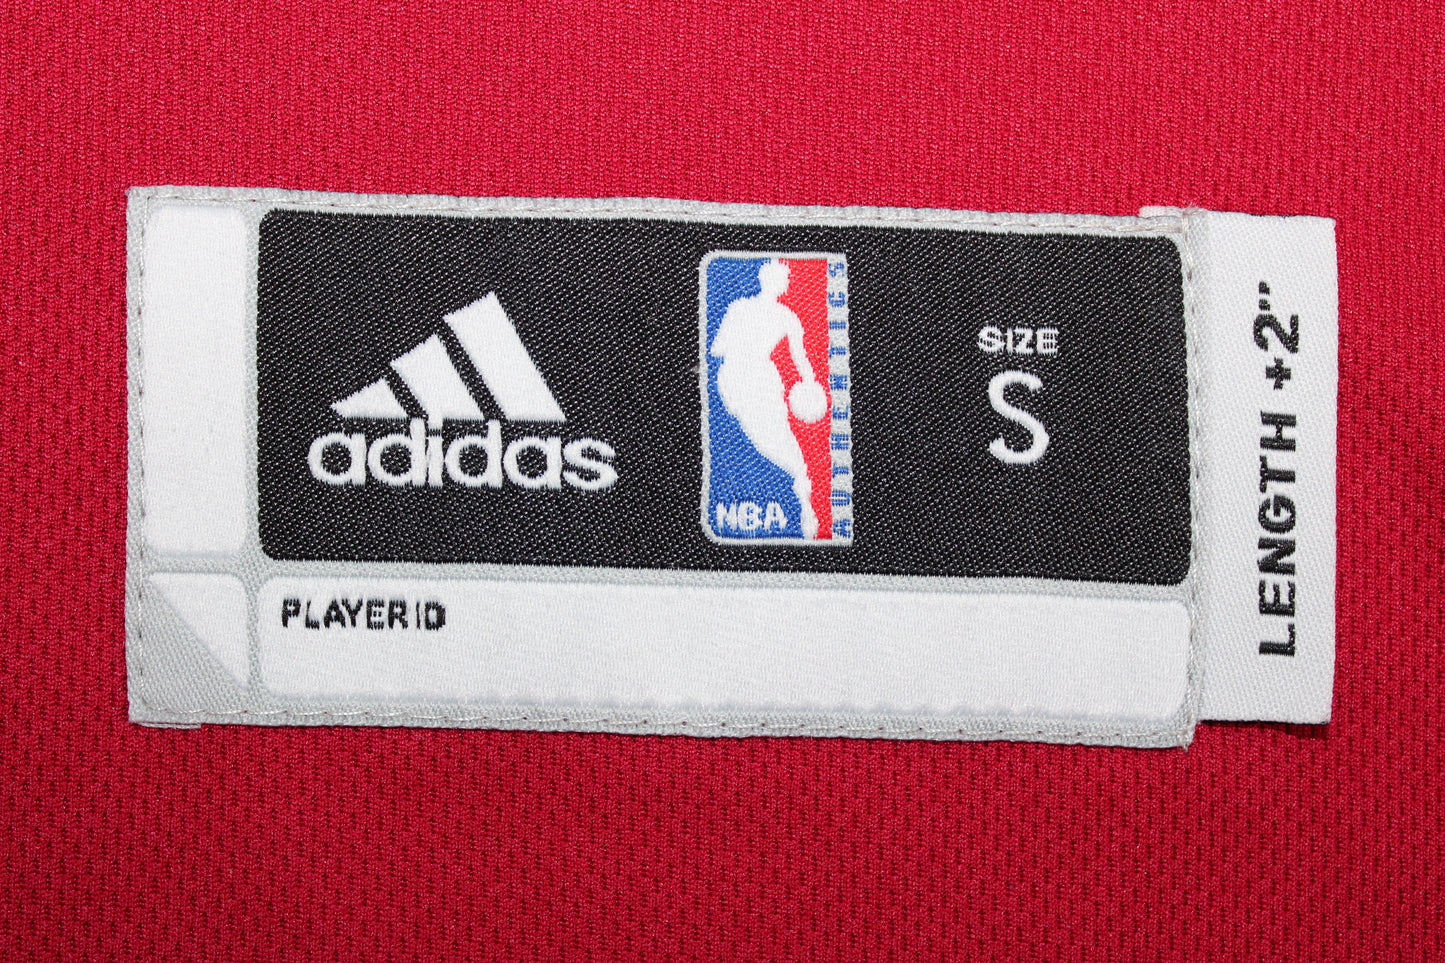 adidas
NBA
AUTHENTICS
SIZE
S
LENGTH +2"
PLAYER ID